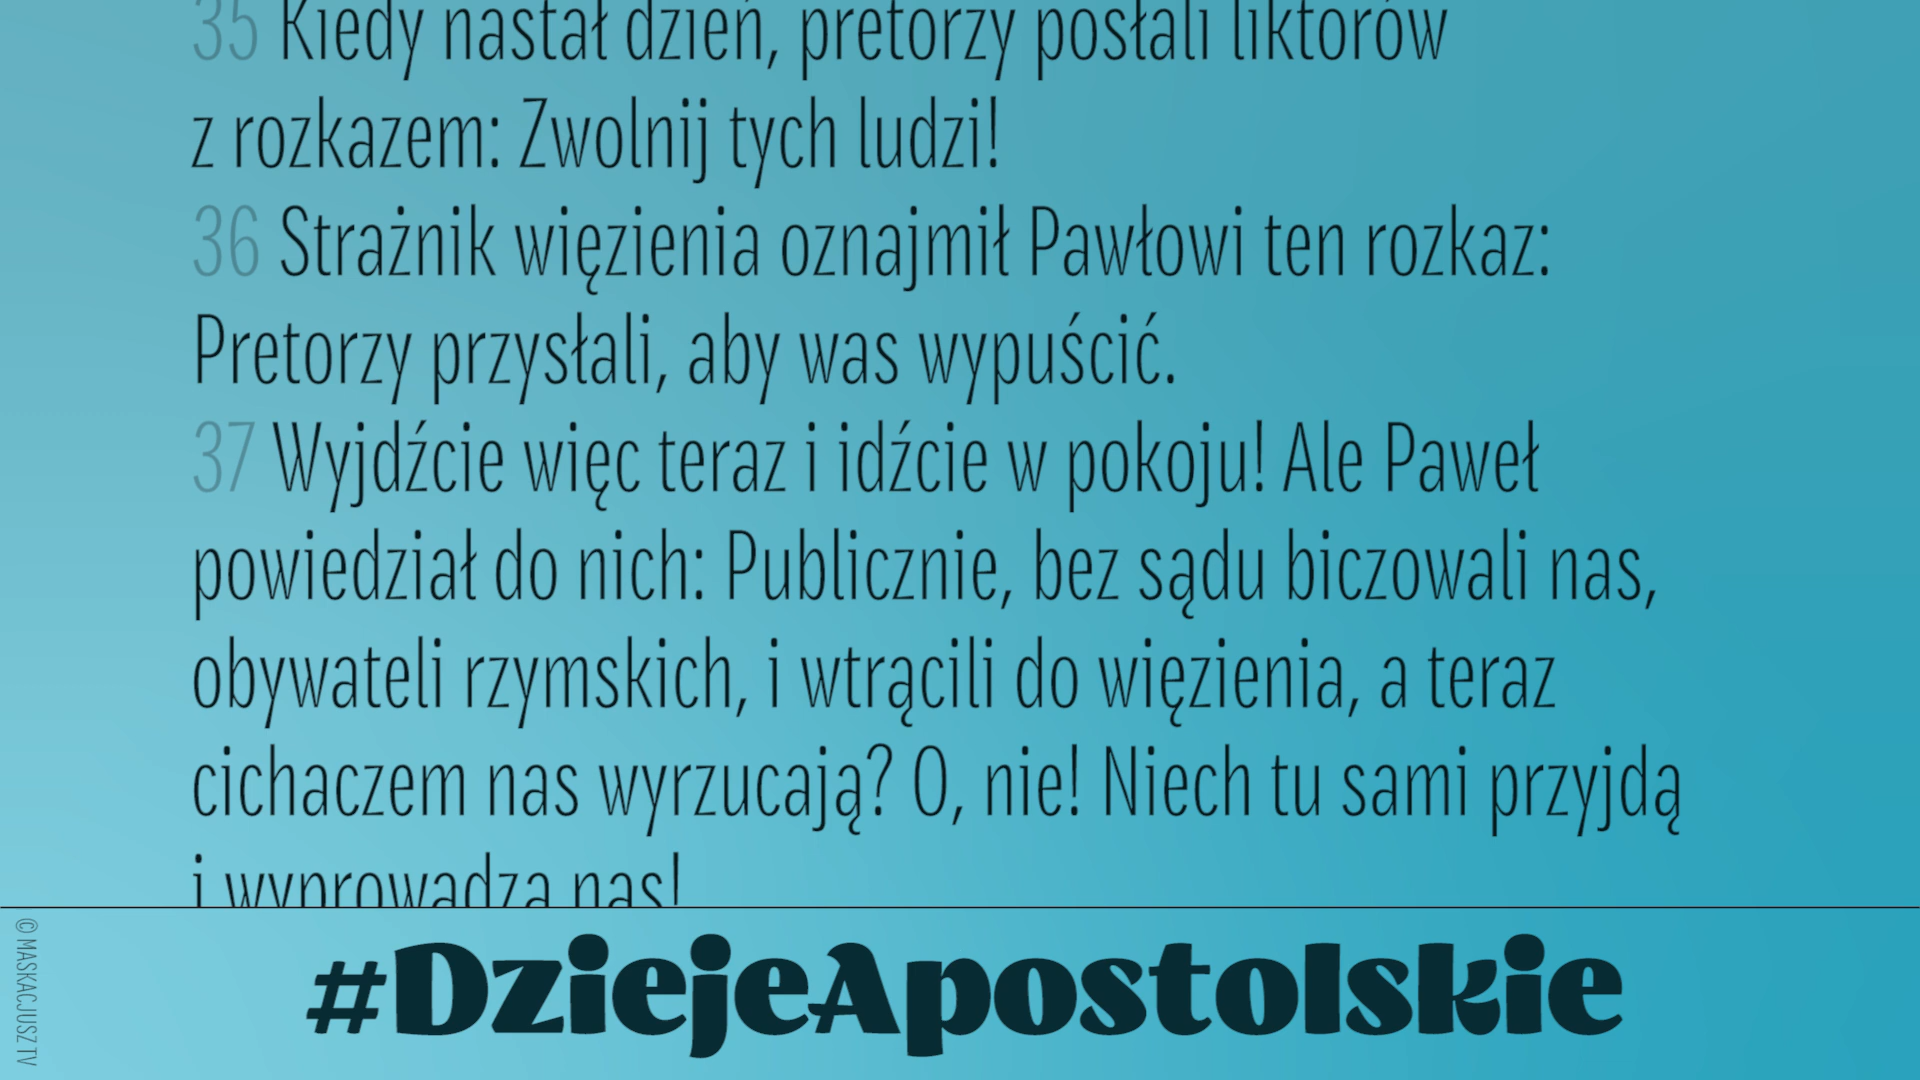 35 Kiedy nastał dzień, pretorzy posłali liktorów
z rozkazem: Zwolnij tych ludzi!
36 Strażnik więzienia oznajmił Pawłowi ten rozkaz:
Pretorzy przysłali, aby was wypuścić.
37 Wyjdźcie więc teraz i idźcie w pokoju! Ale Paweł
powiedział do nich: Publicznie, bez sądu biczowali nas,
obywateli rzymskich, i wtrącili do więzienia, a teraz
cichaczem nas wyrzucają? O, nie! Niech tu sami przyjdą
i wyprowadzą nas!
#DziejeApostolskie
© MASKACJUSZ TV